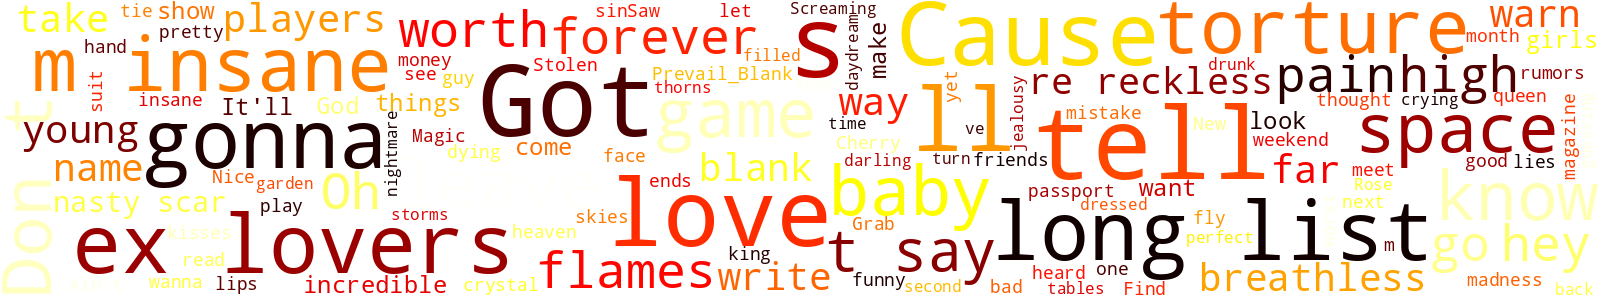 take tie show players
hand pretty
m insane
suit insane It'll God
young gonna
name Nice garden
nasty scar play Oh
Don t
kisses
ex lovers
read
wanna lips incredible
nightmare
storms
worth forever
sinSaw let
money Stolen filled
see guy
things
Magic
dying come
Got
face
Prevail_Blank
thorns
game
s
Screaming
daydream make
way
time
Cherry
darling
blank
ends
love baby
skies
heaven
flames
crystal
king
write
Grab
funny
second
t say
Cause torture warn
month girls
yet ll
ve turn friends
jealousy
re reckless
drunk
painhigh rumors
thought crying queen
mistake
New look
weekend
space
magazine
tell
far meet good lies
passport want
dressed
Rose
next
know
fly
perfect
long list
m
go hey
bad heard one
tables Find
breathless
madness
back